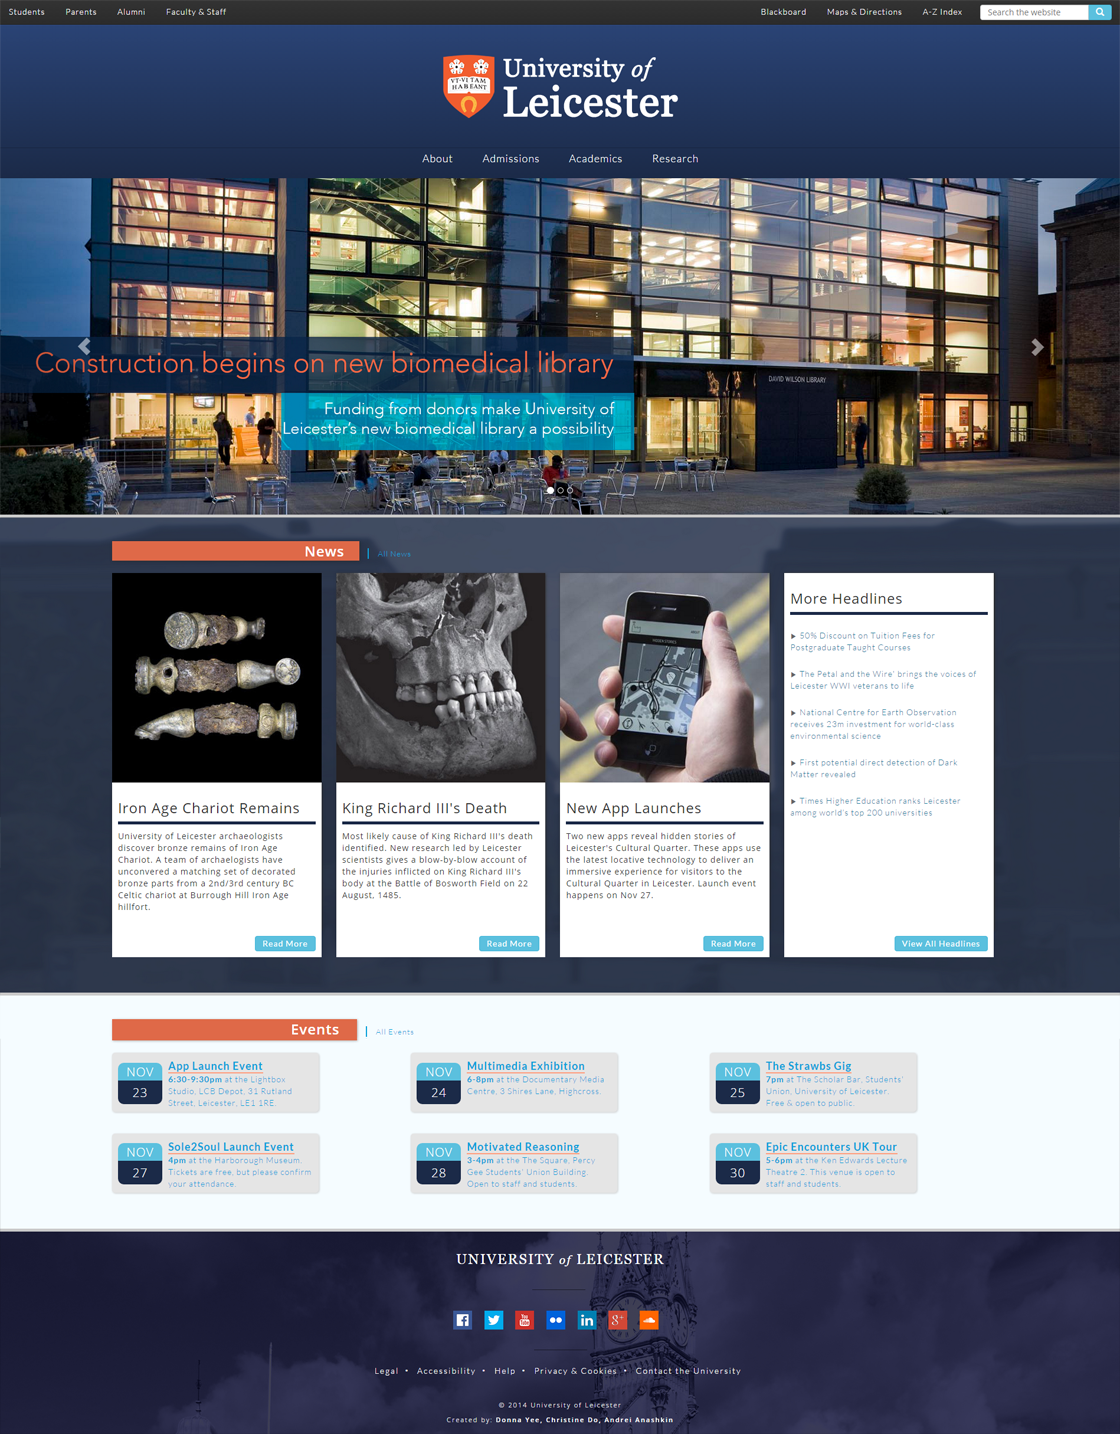 Students Parents Alumni Faculty & Staff Blackboard Maps & Directions A-Z Index Search the website
VT·VI TAM
HABEANT
University of
Leicester
About Admissions Academics Research
Construction begins on new biomedical library
Funding from donors make University of
Leicester's new biomedical library a possibility
DAVID WILSON LIBRARY
News | All News
HIDDEN STORIES
Iron Age Chariot Remains
University of Leicester archaeologists
discover bronze remains of Iron Age
Chariot. A team of archaelogists have
unconvered a matching set of decorated
bronze parts from a 2nd/3rd century BC
Celtic chariot at Burrough Hill Iron Age
hillfort.
Read More
King Richard III's Death
Most likely cause of King Richard III's death
identified. New research led by Leicester
scientists gives a blow-by-blow account of
the injuries inflicted on King Richard III's
body at the Battle of Bosworth Field on 22
August, 1485.
Read More
New App Launches
Two new apps reveal hidden stories of
Leicester's Cultural Quarter. These apps use
the latest locative technology to deliver an
immersive experience for visitors to the
Cultural Quarter in Leicester. Launch event
happens on Nov 27.
Read More
More Headlines
▶ 50% Discount on Tuition Fees for
Postgraduate Taught Courses
▶ The Petal and the Wire' brings the voices of
Leicester WWI veterans to life
▶ National Centre for Earth Observation
receives 23m investment for world-class
environmental science
▶ First potential direct detection of Dark
Matter revealed
▶ Times Higher Education ranks Leicester
among world's top 200 universities
View All Headlines
Events | All Events
NOV
23
App Launch Event
6:30-9:30pm at the Lightbox
Studio, LCB Depot, 31 Rutland
Street, Leicester, LE1 1RE.
NOV
24
Multimedia Exhibition
6-8pm at the Documentary Media
Centre, 3 Shires Lane, Highcross.
NOV
25
The Strawbs Gig
7pm at The Scholar Bar, Students'
Union, University of Leicester.
Free & open to public.
NOV
27
Sole2Soul Launch Event
4pm at the Harborough Museum.
Tickets are free, but please confirm
your attendance.
NOV
28
Motivated Reasoning
3-4pm at the The Square, Percy
Gee Students' Union Building.
Open to staff and students.
NOV
30
Epic Encounters UK Tour
5-6pm at the Ken Edwards Lecture
Theatre 2. This venue is open to
staff and students.
UNIVERSITY of LEICESTER
You
Tube
in
g+
Legal • Accessibility • Help • Privacy & Cookies • Contact the University
© 2014 University of Leicester
Created by: Donna Yee, Christine Do, Andrei Anashkin